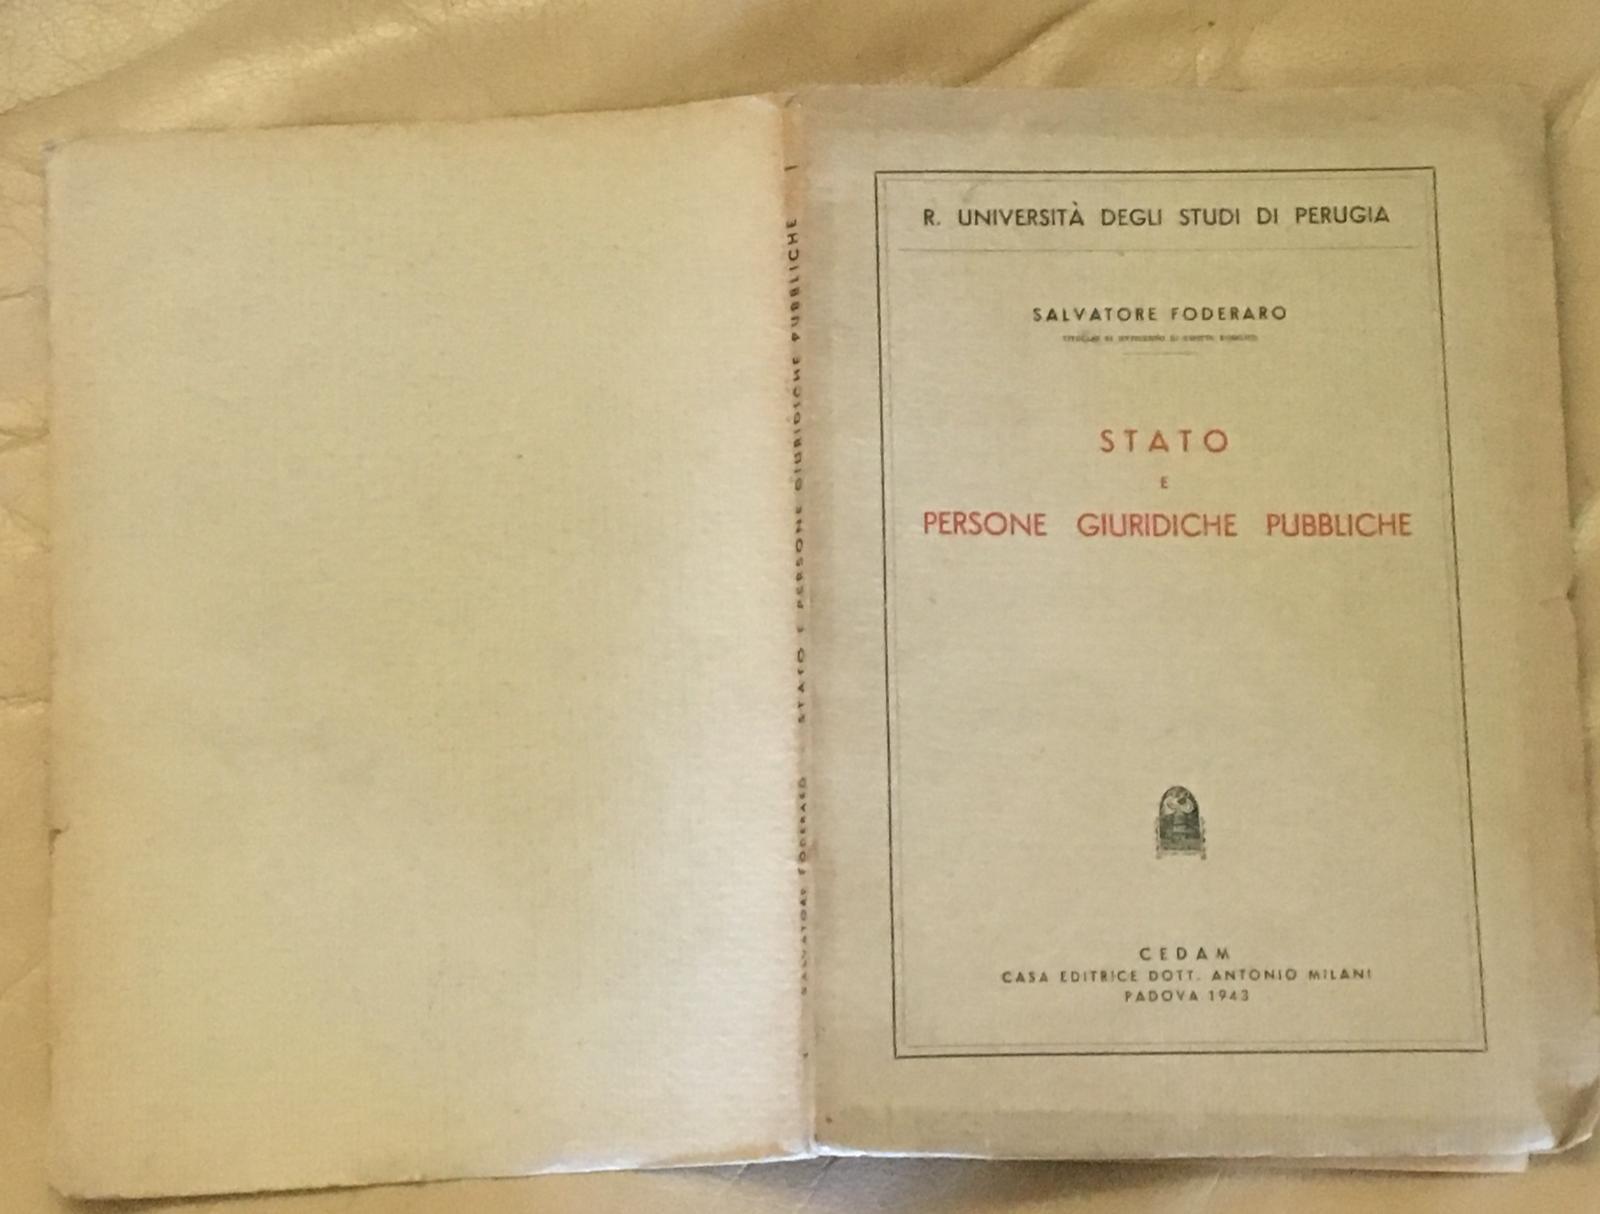 R. UNIVERSITÀ DEGLI STUDI DI PERUGIA
SALVATORE FODERARO
STATO
E
PERSONE GIURIDICHE PUBBLICHE
CEDAM
CASA EDITRICE DOTT. ANTONIO MILANI
PADOVA 1943
SALVATORE FODERARO - STATO E PERSONE GIURIDICHE PUBBLICHE